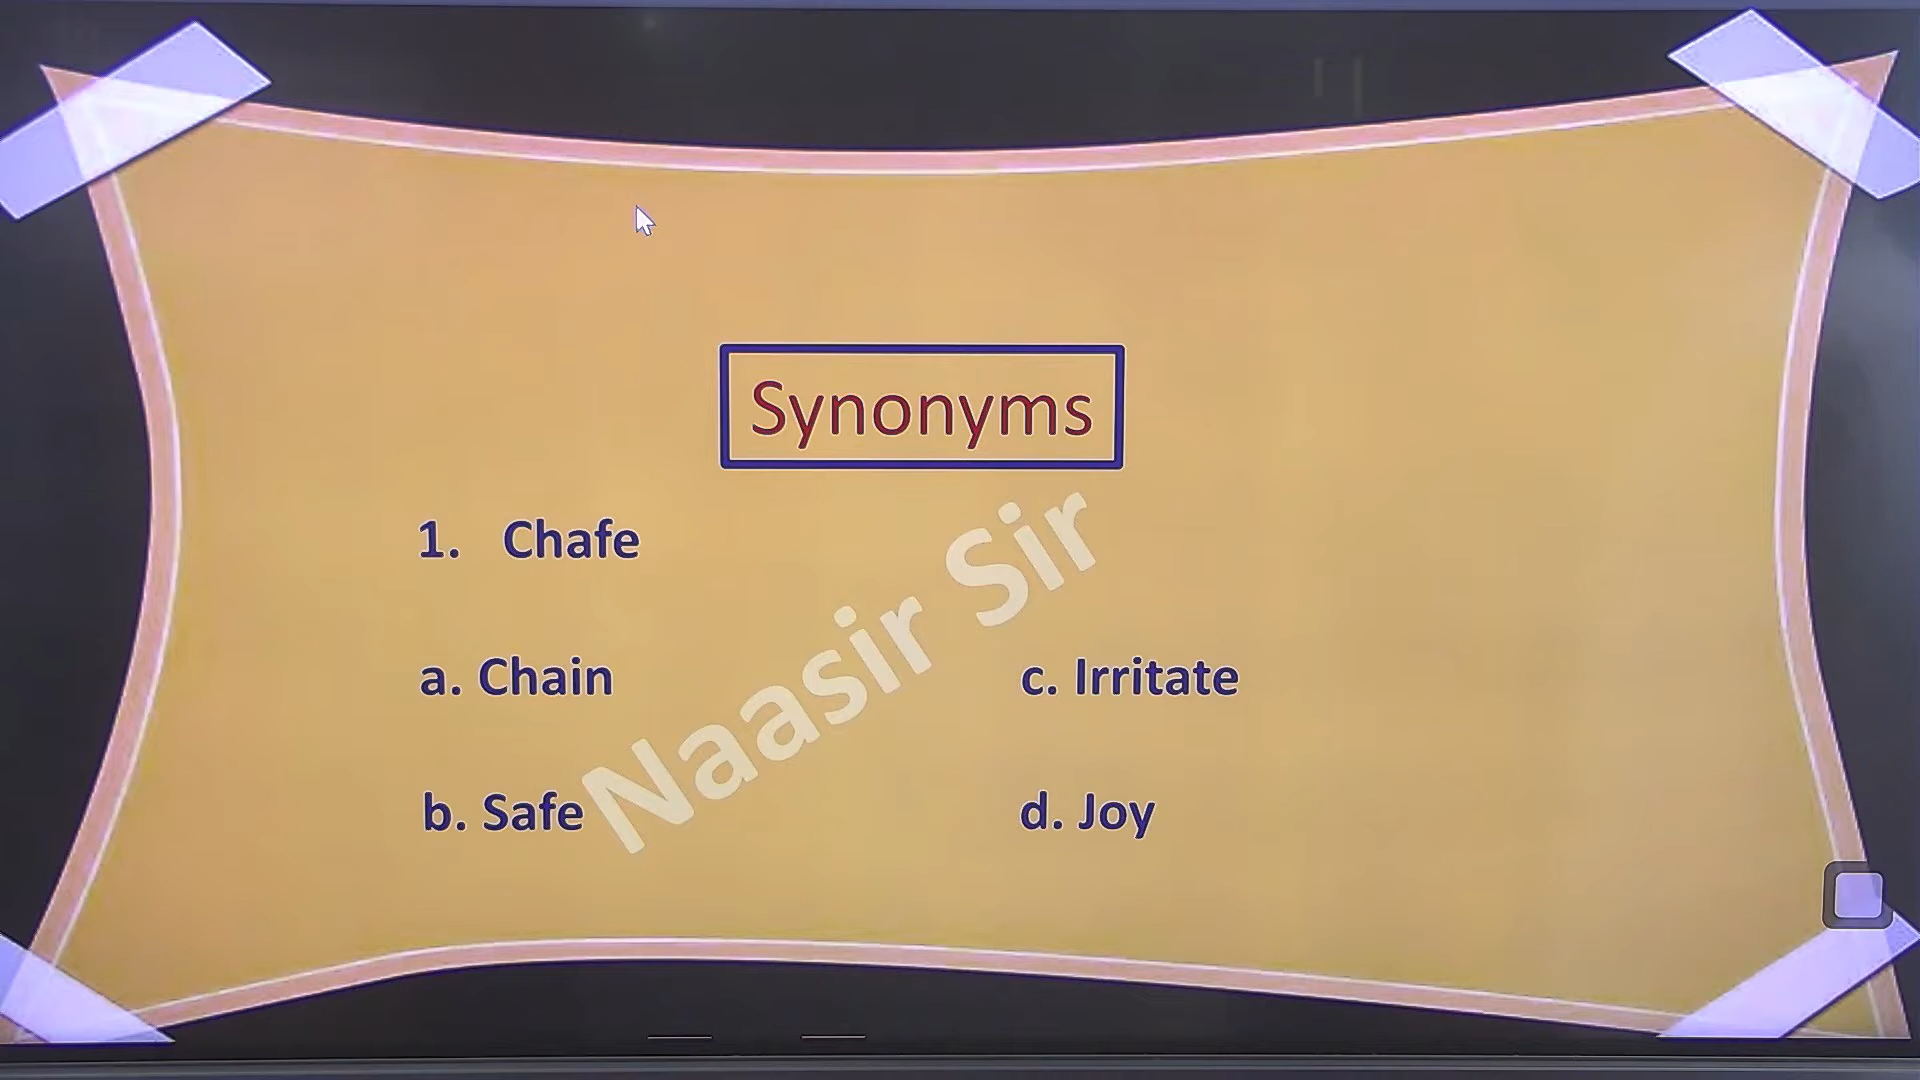 Synonyms
1. Chafe
a. Chain
c. Irritate
b. Safe
d. Joy
Naasir Sir